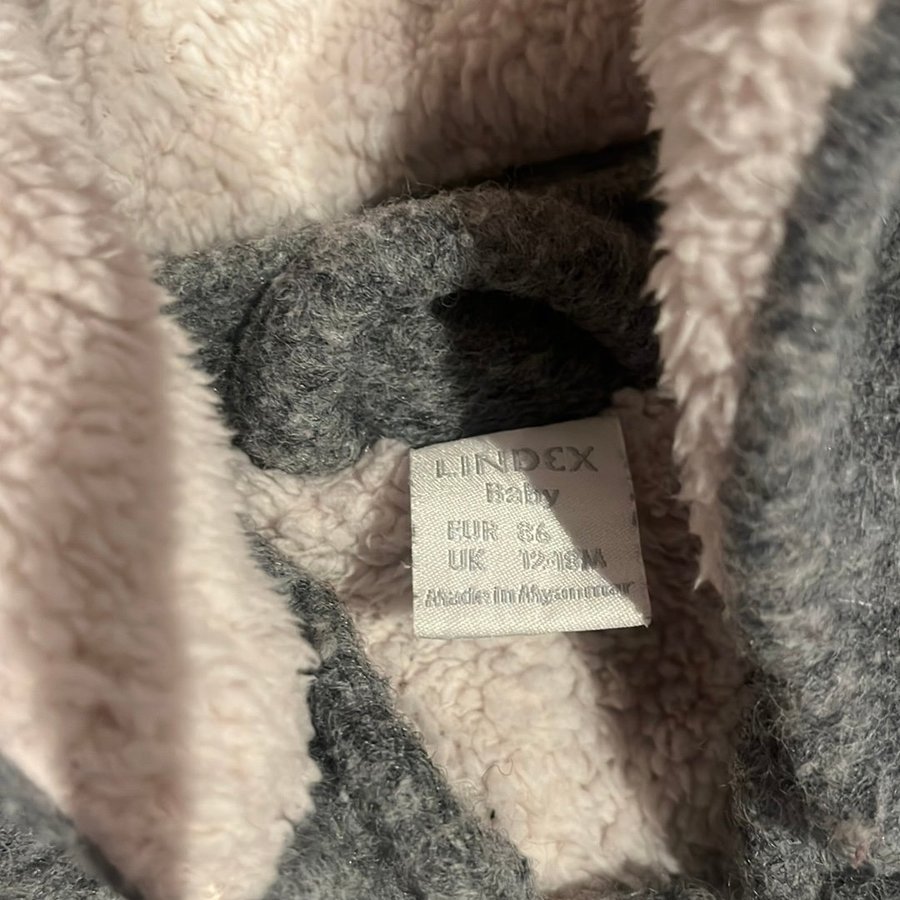 LINDEX
Baby
EUR 86
UK 12-18M
Made in Myanmar